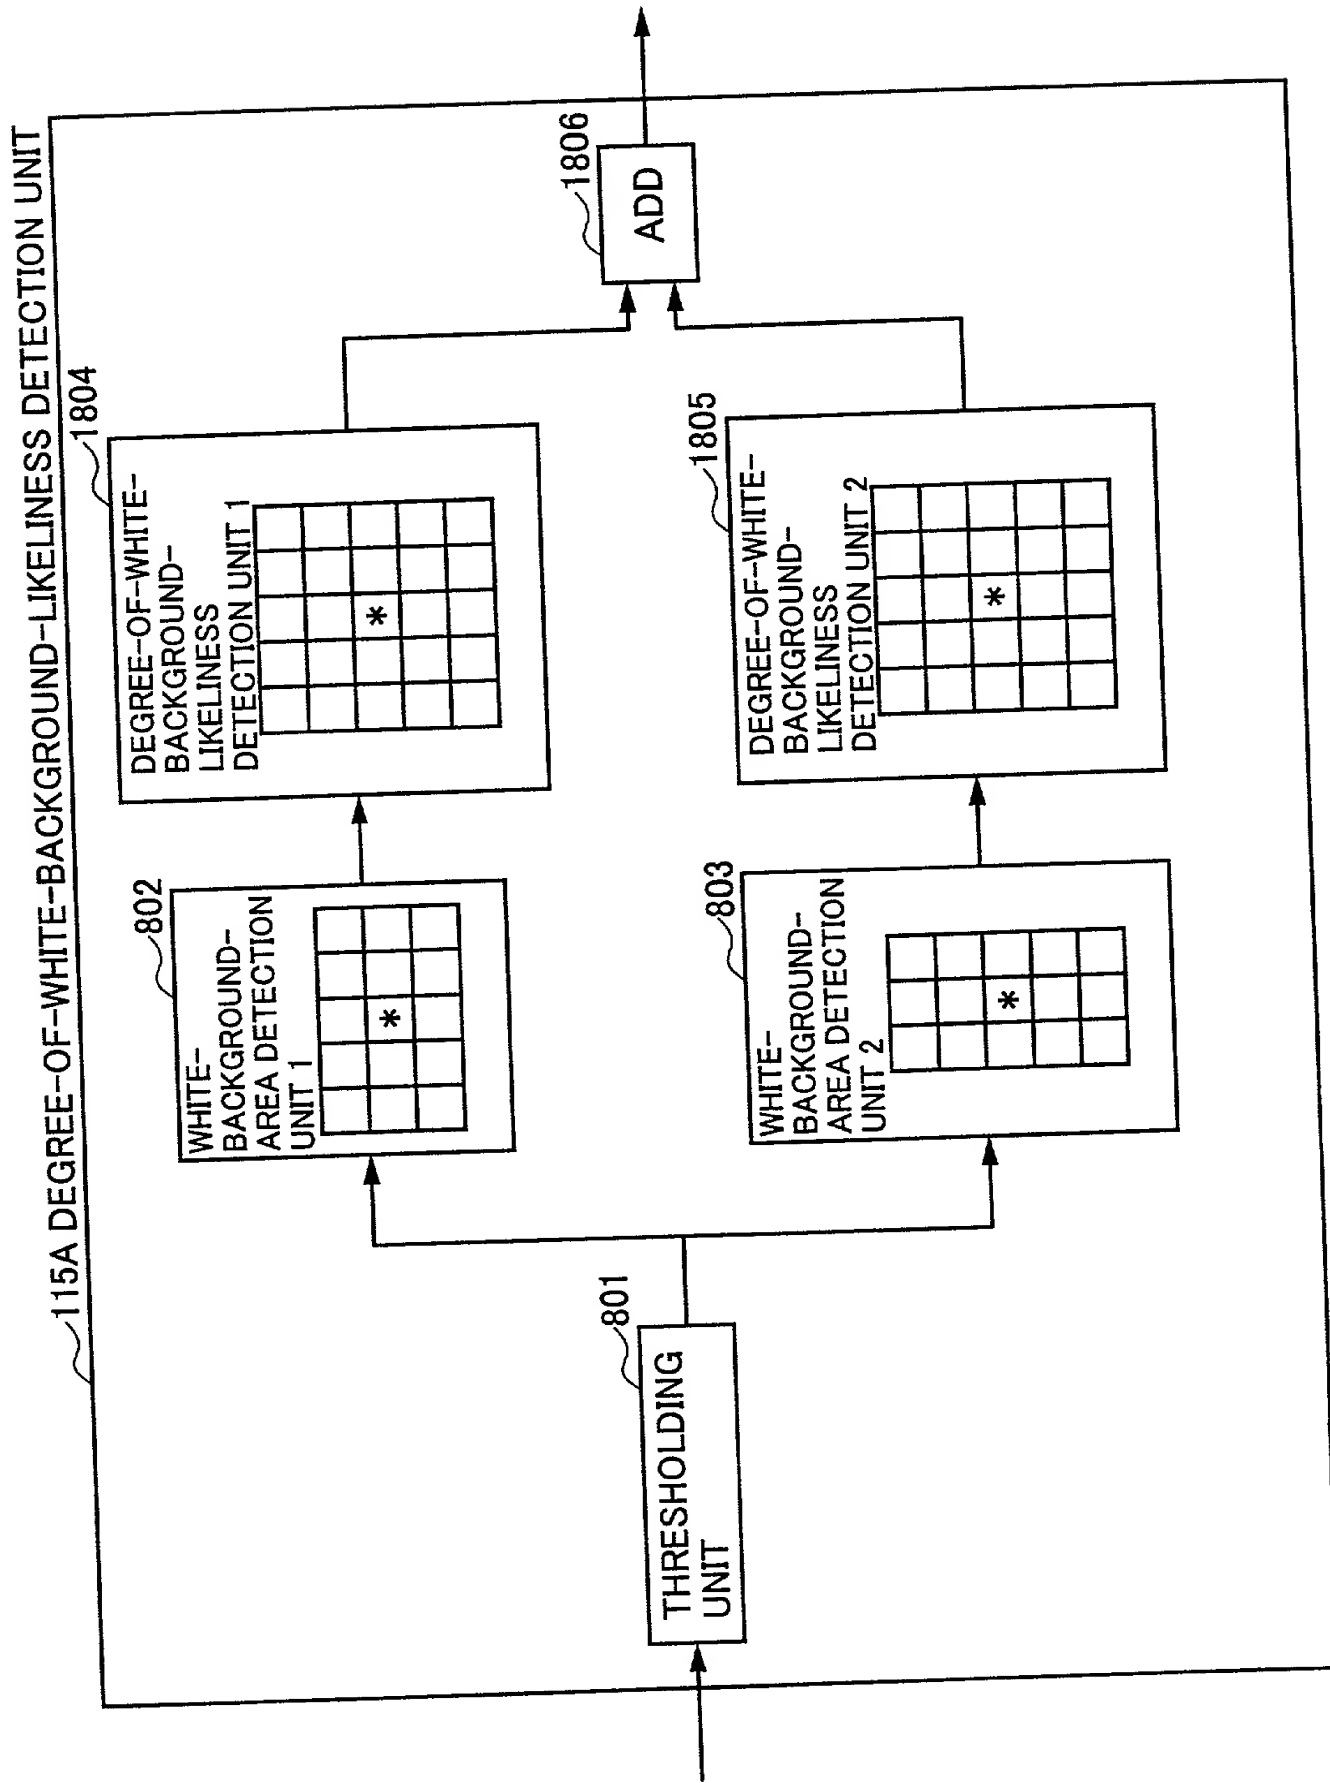 115A DEGREE-OF-WHITE-BACKGROUND-LIKELINESS DETECTION UNIT
801
THRESHOLDING
UNIT
802
WHITE-
BACKGROUND-
AREA DETECTION
UNIT 1
*
1804
DEGREE-OF-WHITE-
BACKGROUND-
LIKELINESS
DETECTION UNIT 1
*
803
WHITE-
BACKGROUND-
AREA DETECTION
UNIT 2
*
1805
DEGREE-OF-WHITE-
BACKGROUND-
LIKELINESS
DETECTION UNIT 2
*
1806
ADD